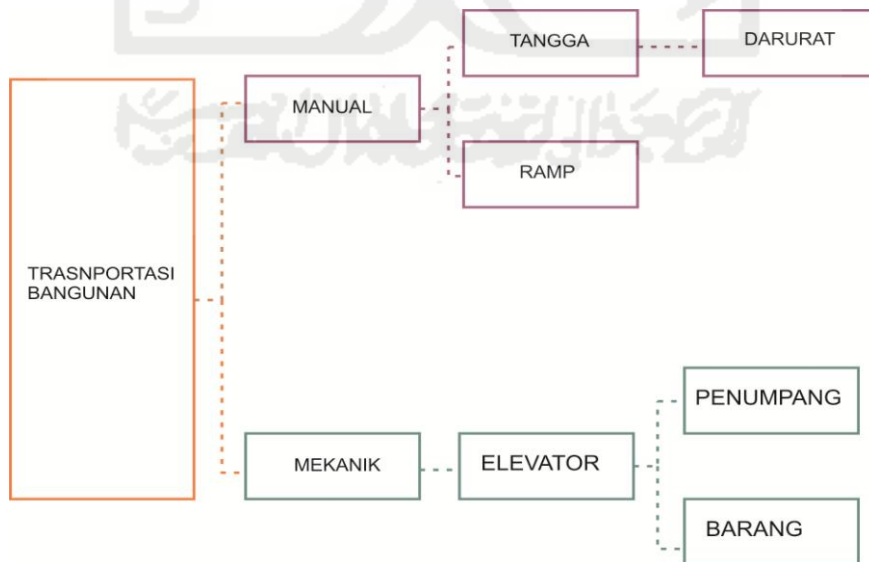 TANGGA
DARURAT
MANUAL
RAMP
TRASNPORTASI
BANGUNAN
PENUMPANG
MEKANIK
ELEVATOR
BARANG